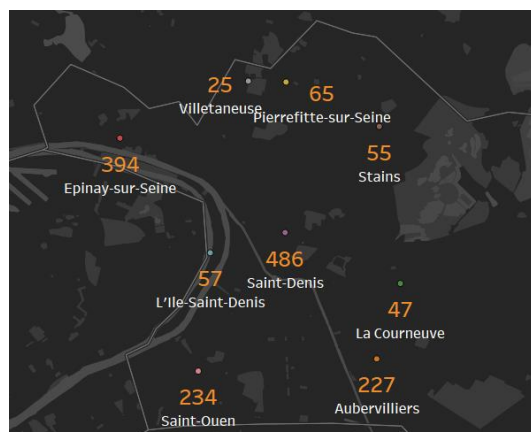 25
Villetaneuse
65
Pierrefitte-sur-Seine
55
Stains
394
Epinay-sur-Seine
486
Saint-Denis
57
L'Ile-Saint-Denis
47
La Courneuve
234
Saint-Ouen
227
Aubervilliers